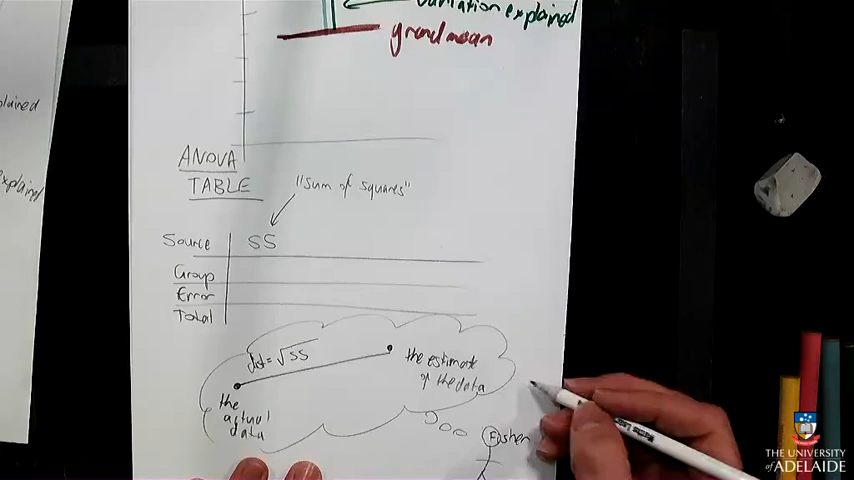 variation explained
grand mean
plained
explained
ANOVA
TABLE
"sum of squares"
Source SS
Group
Error
Total
dist = √SS
the estimate
of the data
the
actual
data
Fisher
THE UNIVERSITY
of ADELAIDE